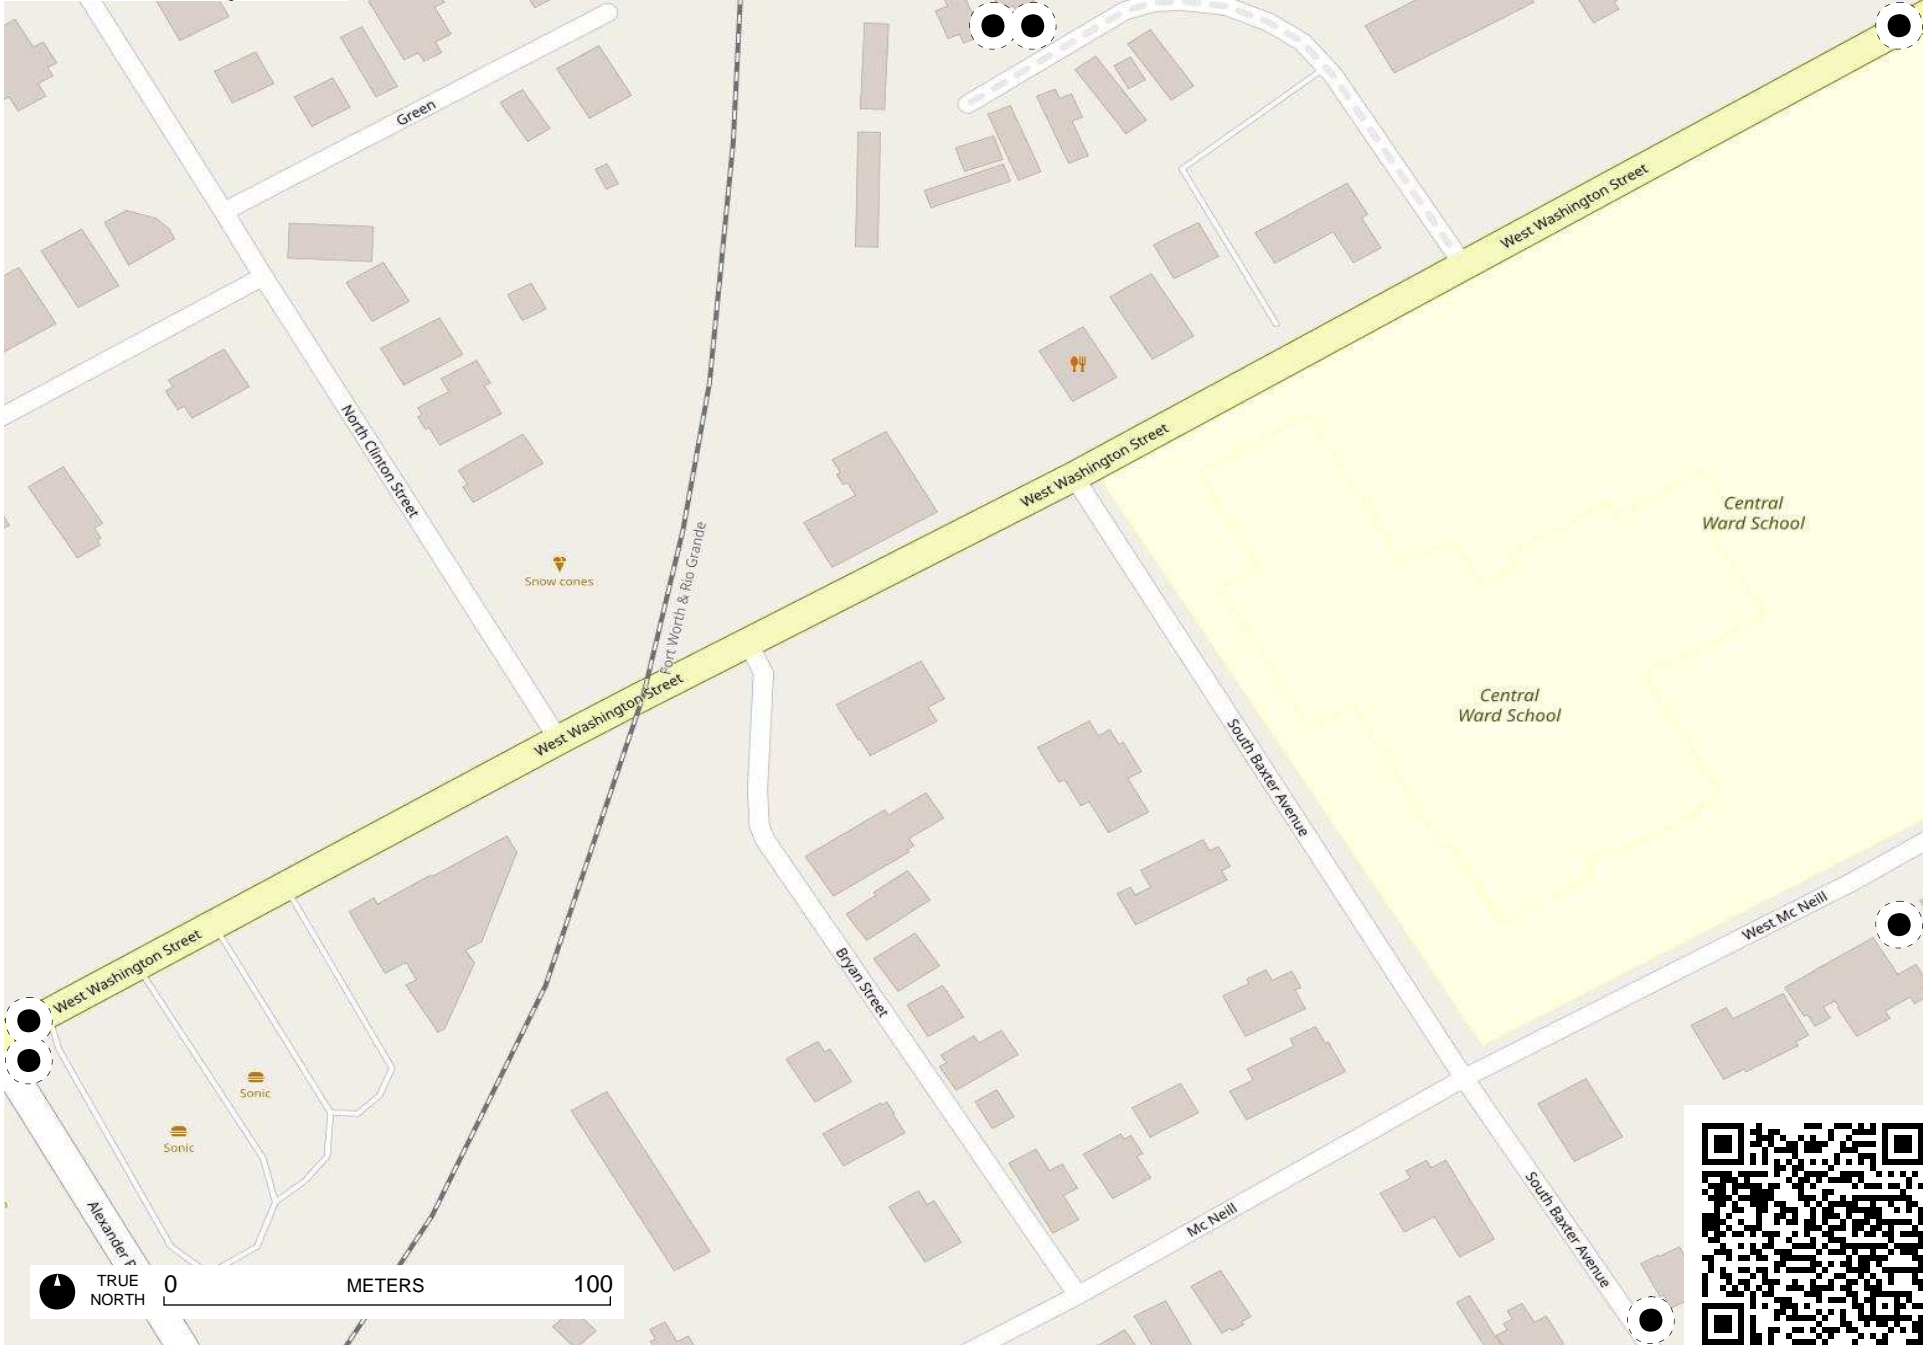 Green
West Washington Street
North Clinton Street
West Washington Street
Central
Ward School
Fort Worth & Rio Grande
Snow cones
West Washington Street
Central
Ward School
South Baxter Avenue
West Mc Neill
West Washington Street
Bryan Street
Sonic
Sonic
Alexander
Mc Neill
South Baxter Avenue
TRUE
NORTH
0 METERS 100